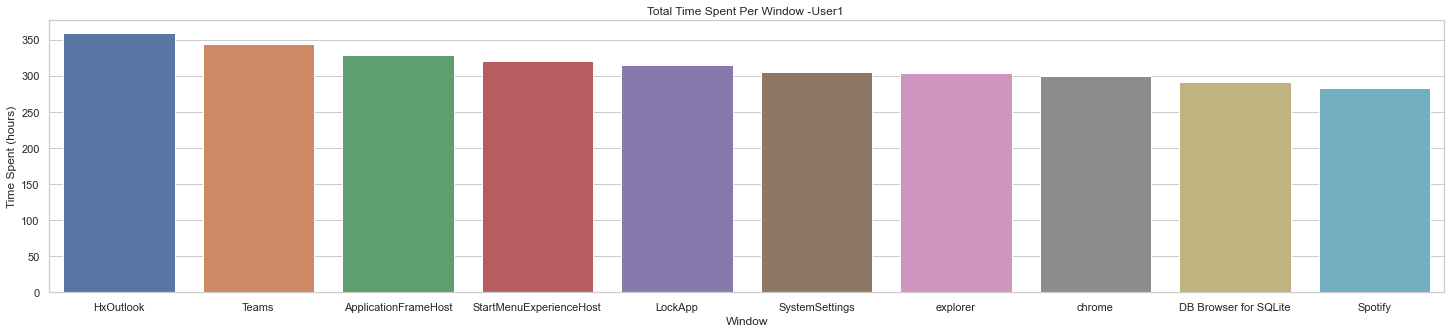 Total Time Spent Per Window -User1
Time Spent (hours)
350
300
250
200
150
100
50
0
HxOutlook Teams ApplicationFrameHost StartMenuExperienceHost LockApp SystemSettings explorer chrome DB Browser for SQLite Spotify
Window